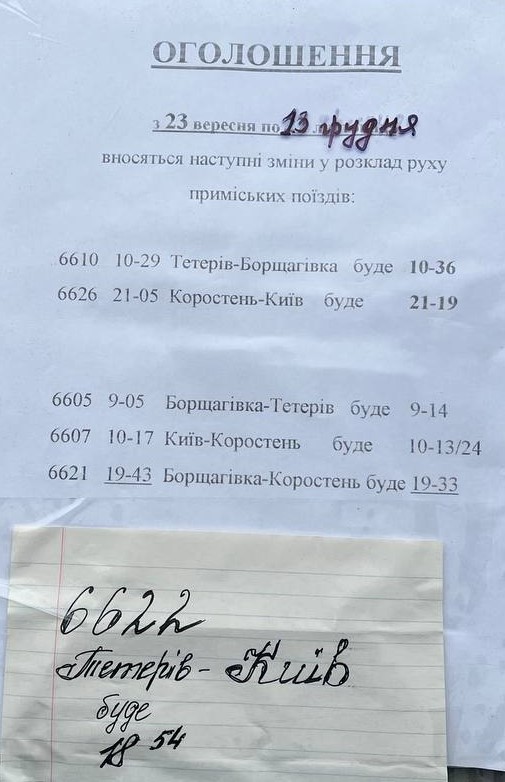 ОГОЛОШЕННЯ
з 23 вересня по 13 грудня
вносяться наступні зміни у розклад руху
приміських поїздів:
6610 10-29 Тетерів-Борщагівка буде 10-36
6626 21-05 Коростень-Київ буде 21-19
6605 9-05 Борщагівка-Тетерів буде 9-14
6607 10-17 Київ-Коростень буде 10-13/24
6621 19-43 Борщагівка-Коростень буде 19-33
6622
Тетерів - Київ
буде
18 54